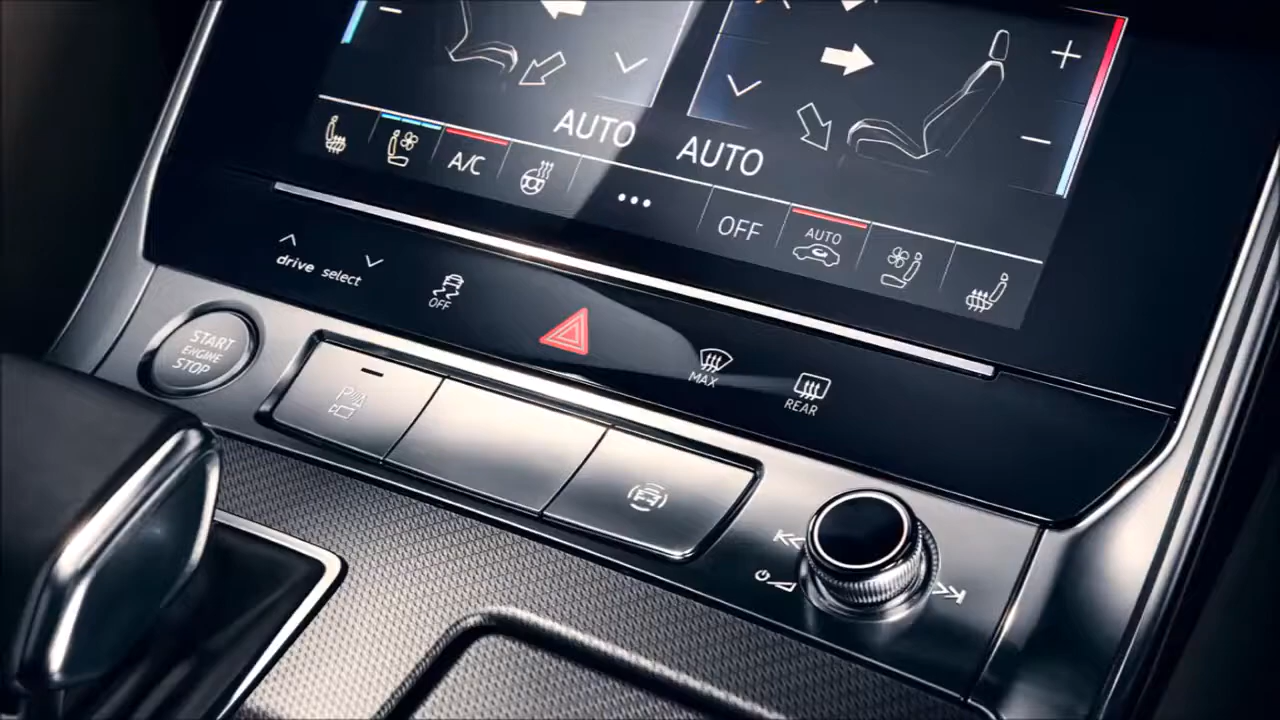 AUTO
AUTO
A/C
OFF
AUTO
drive select
OFF
MAX
REAR
START
ENGINE
STOP
P